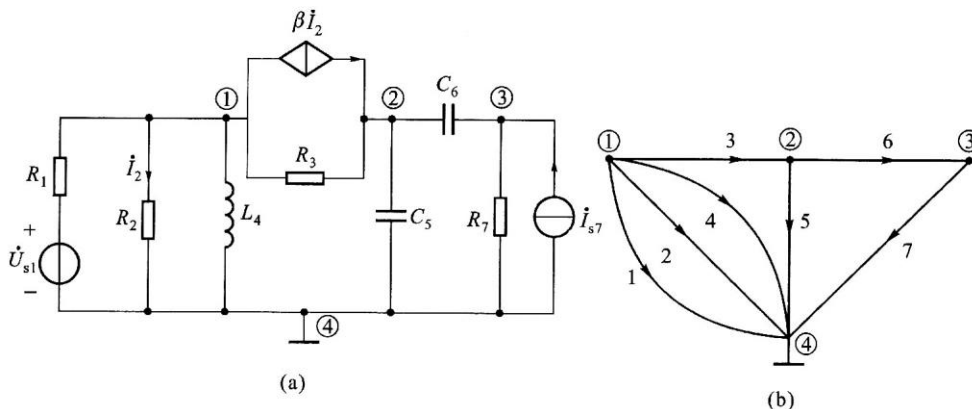 βİ₂
①
②
C₆
③
R₁
İ₂
R₂
L₄
R₃
C₅
R₇
İₛ₇
+
U̇ₛ₁
−
④
(a)
①
3
②
6
③
4
5
7
2
1
④
(b)